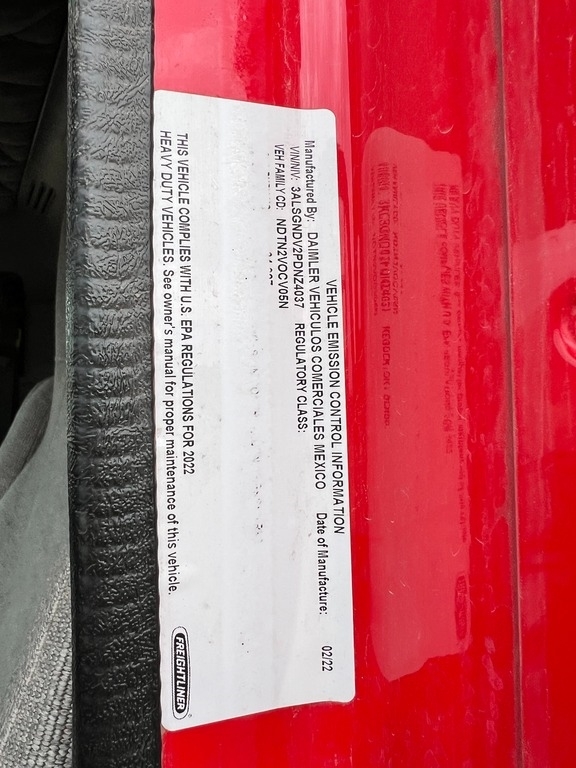 VEHICLE EMISSION CONTROL INFORMATION
Manufactured By: DAIMLER VEHICULOS COMERCIALES MEXICO Date of Manufacture: 02/22
VIN/NIV: 3ALSGNDV2PDNZ4037 REGULATORY CLASS:
VEH FAMILY CD: NDTN2VOCV05N
THIS VEHICLE COMPLIES WITH U.S. EPA REGULATIONS FOR 2022
HEAVY DUTY VEHICLES. See owner's manual for proper maintenance of this vehicle.
FREIGHTLINER